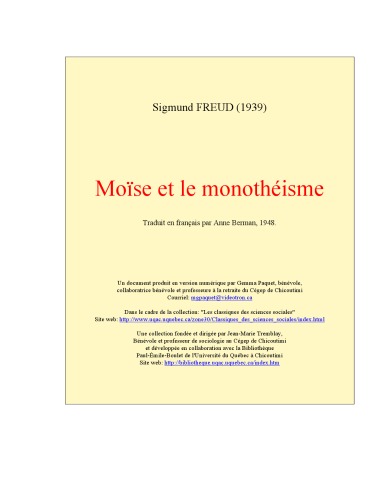 Sigmund FREUD (1939)
Moïse et le monothéisme
Traduit en français par Anne Berman, 1948.
Un document produit en version numérique par Gemma Paquet, bénévole,
collaboratrice bénévole et professeure à la retraite du Cégep de Chicoutimi
Courriel: mgpaquet@videotron.ca
Dans le cadre de la collection: "Les classiques des sciences sociales"
Site web: http://www.uqac.uquebec.ca/zone30/Classiques_des_sciences_sociales/index.html
Une collection fondée et dirigée par Jean-Marie Tremblay,
Bénévole et professeur de sociologie au Cégep de Chicoutimi
et développée en collaboration avec la Bibliothèque
Paul-Émile-Boulet de l'Université du Québec à Chicoutimi
Site web: http://bibliotheque.uqac.uquebec.ca/index.htm